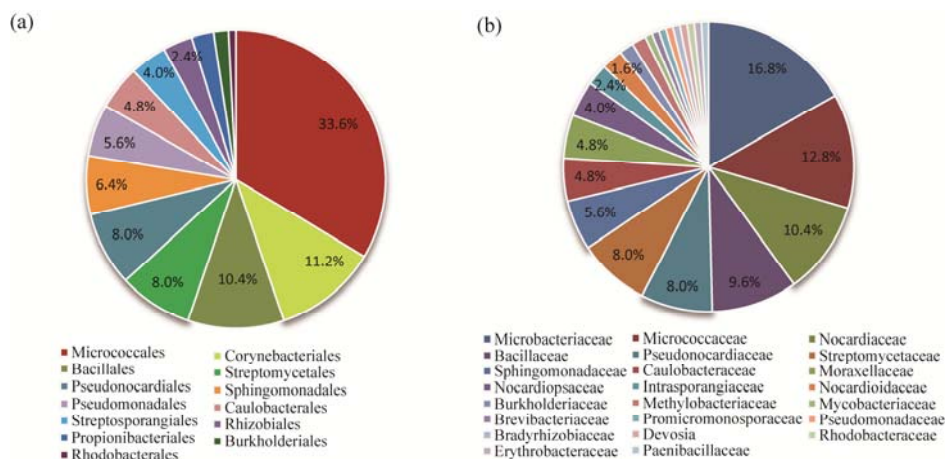 (a)
33.6%
11.2%
10.4%
8.0%
8.0%
6.4%
5.6%
4.8%
4.0%
2.4%
Micrococcales Corynebacteriales
Bacillales Streptomycetales
Pseudonocardiales Sphingomonadales
Pseudomonadales Caulobacterales
Streptosporangiales Rhizobiales
Propionibacteriales Burkholderiales
Rhodobacterales
(b)
16.8%
12.8%
10.4%
9.6%
8.0%
8.0%
5.6%
4.8%
4.8%
4.0%
2.4%
1.6%
Microbacteriaceae Micrococcaceae Nocardiaceae
Bacillaceae Pseudonocardiaceae Streptomycetaceae
Sphingomonadaceae Caulobacteraceae Moraxellaceae
Nocardiopsaceae Intrasporangiaceae Nocardioidaceae
Burkholderiaceae Methylobacteriaceae Mycobacteriaceae
Brevibacteriaceae Promicromonosporaceae Pseudomonadaceae
Bradyrhizobiaceae Devosia Rhodobacteraceae
Erythrobacteraceae Paenibacillaceae